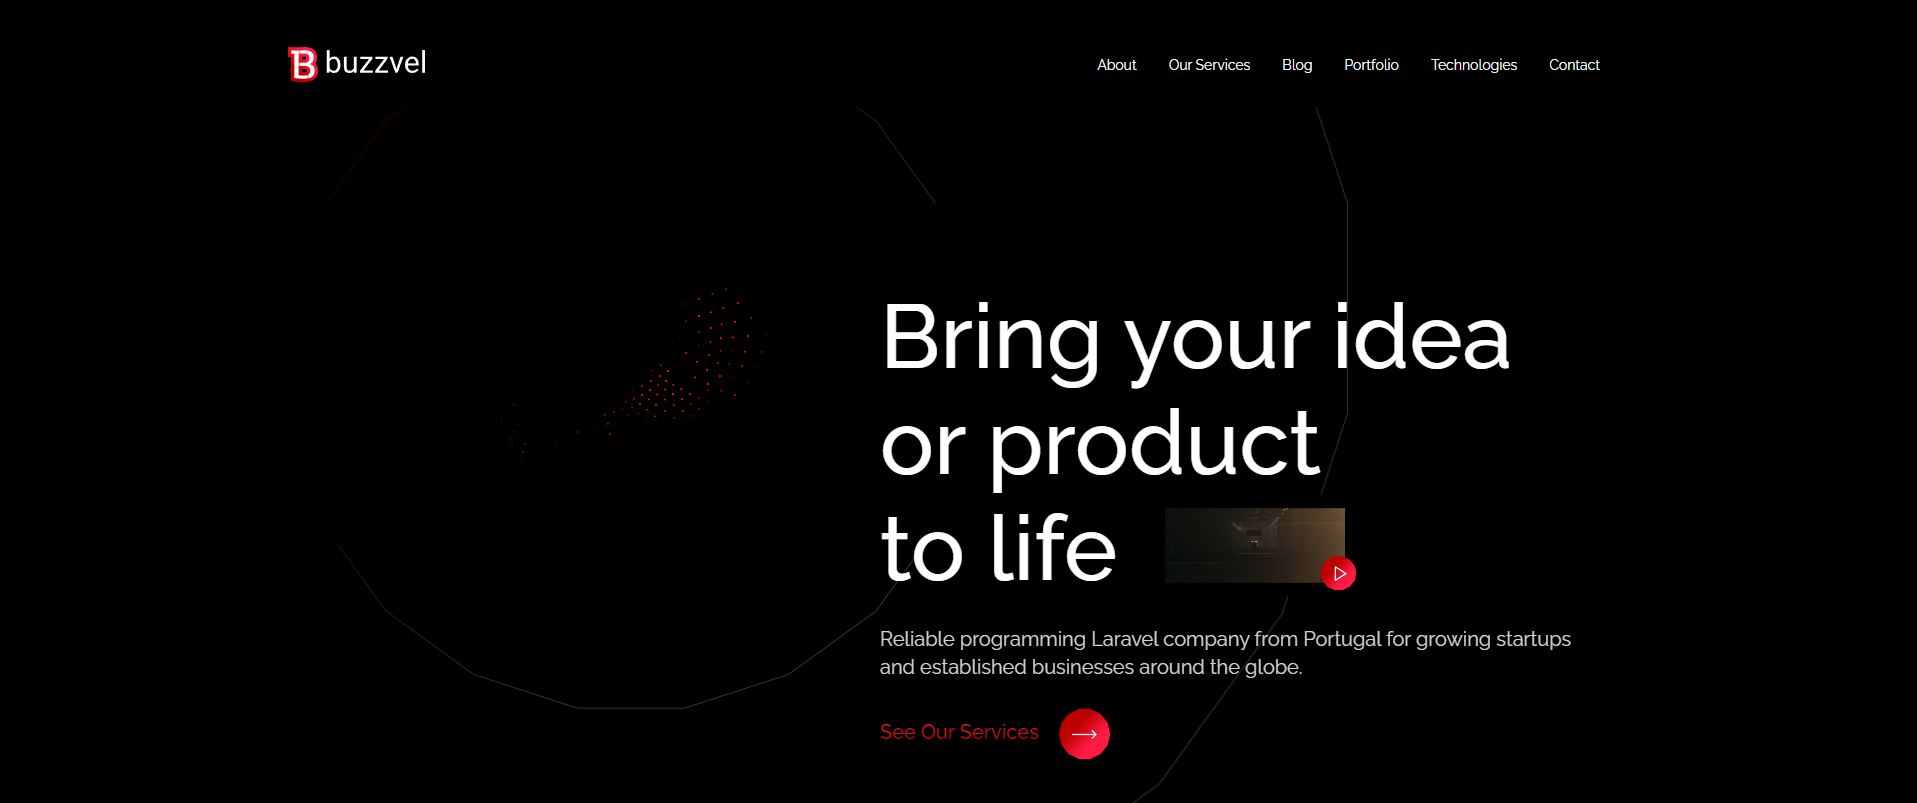 buzzvel
About
Our Services
Blog
Portfolio
Technologies
Contact
Bring your idea
or product
to life
Reliable programming Laravel company from Portugal for growing startups
and established businesses around the globe.
See Our Services